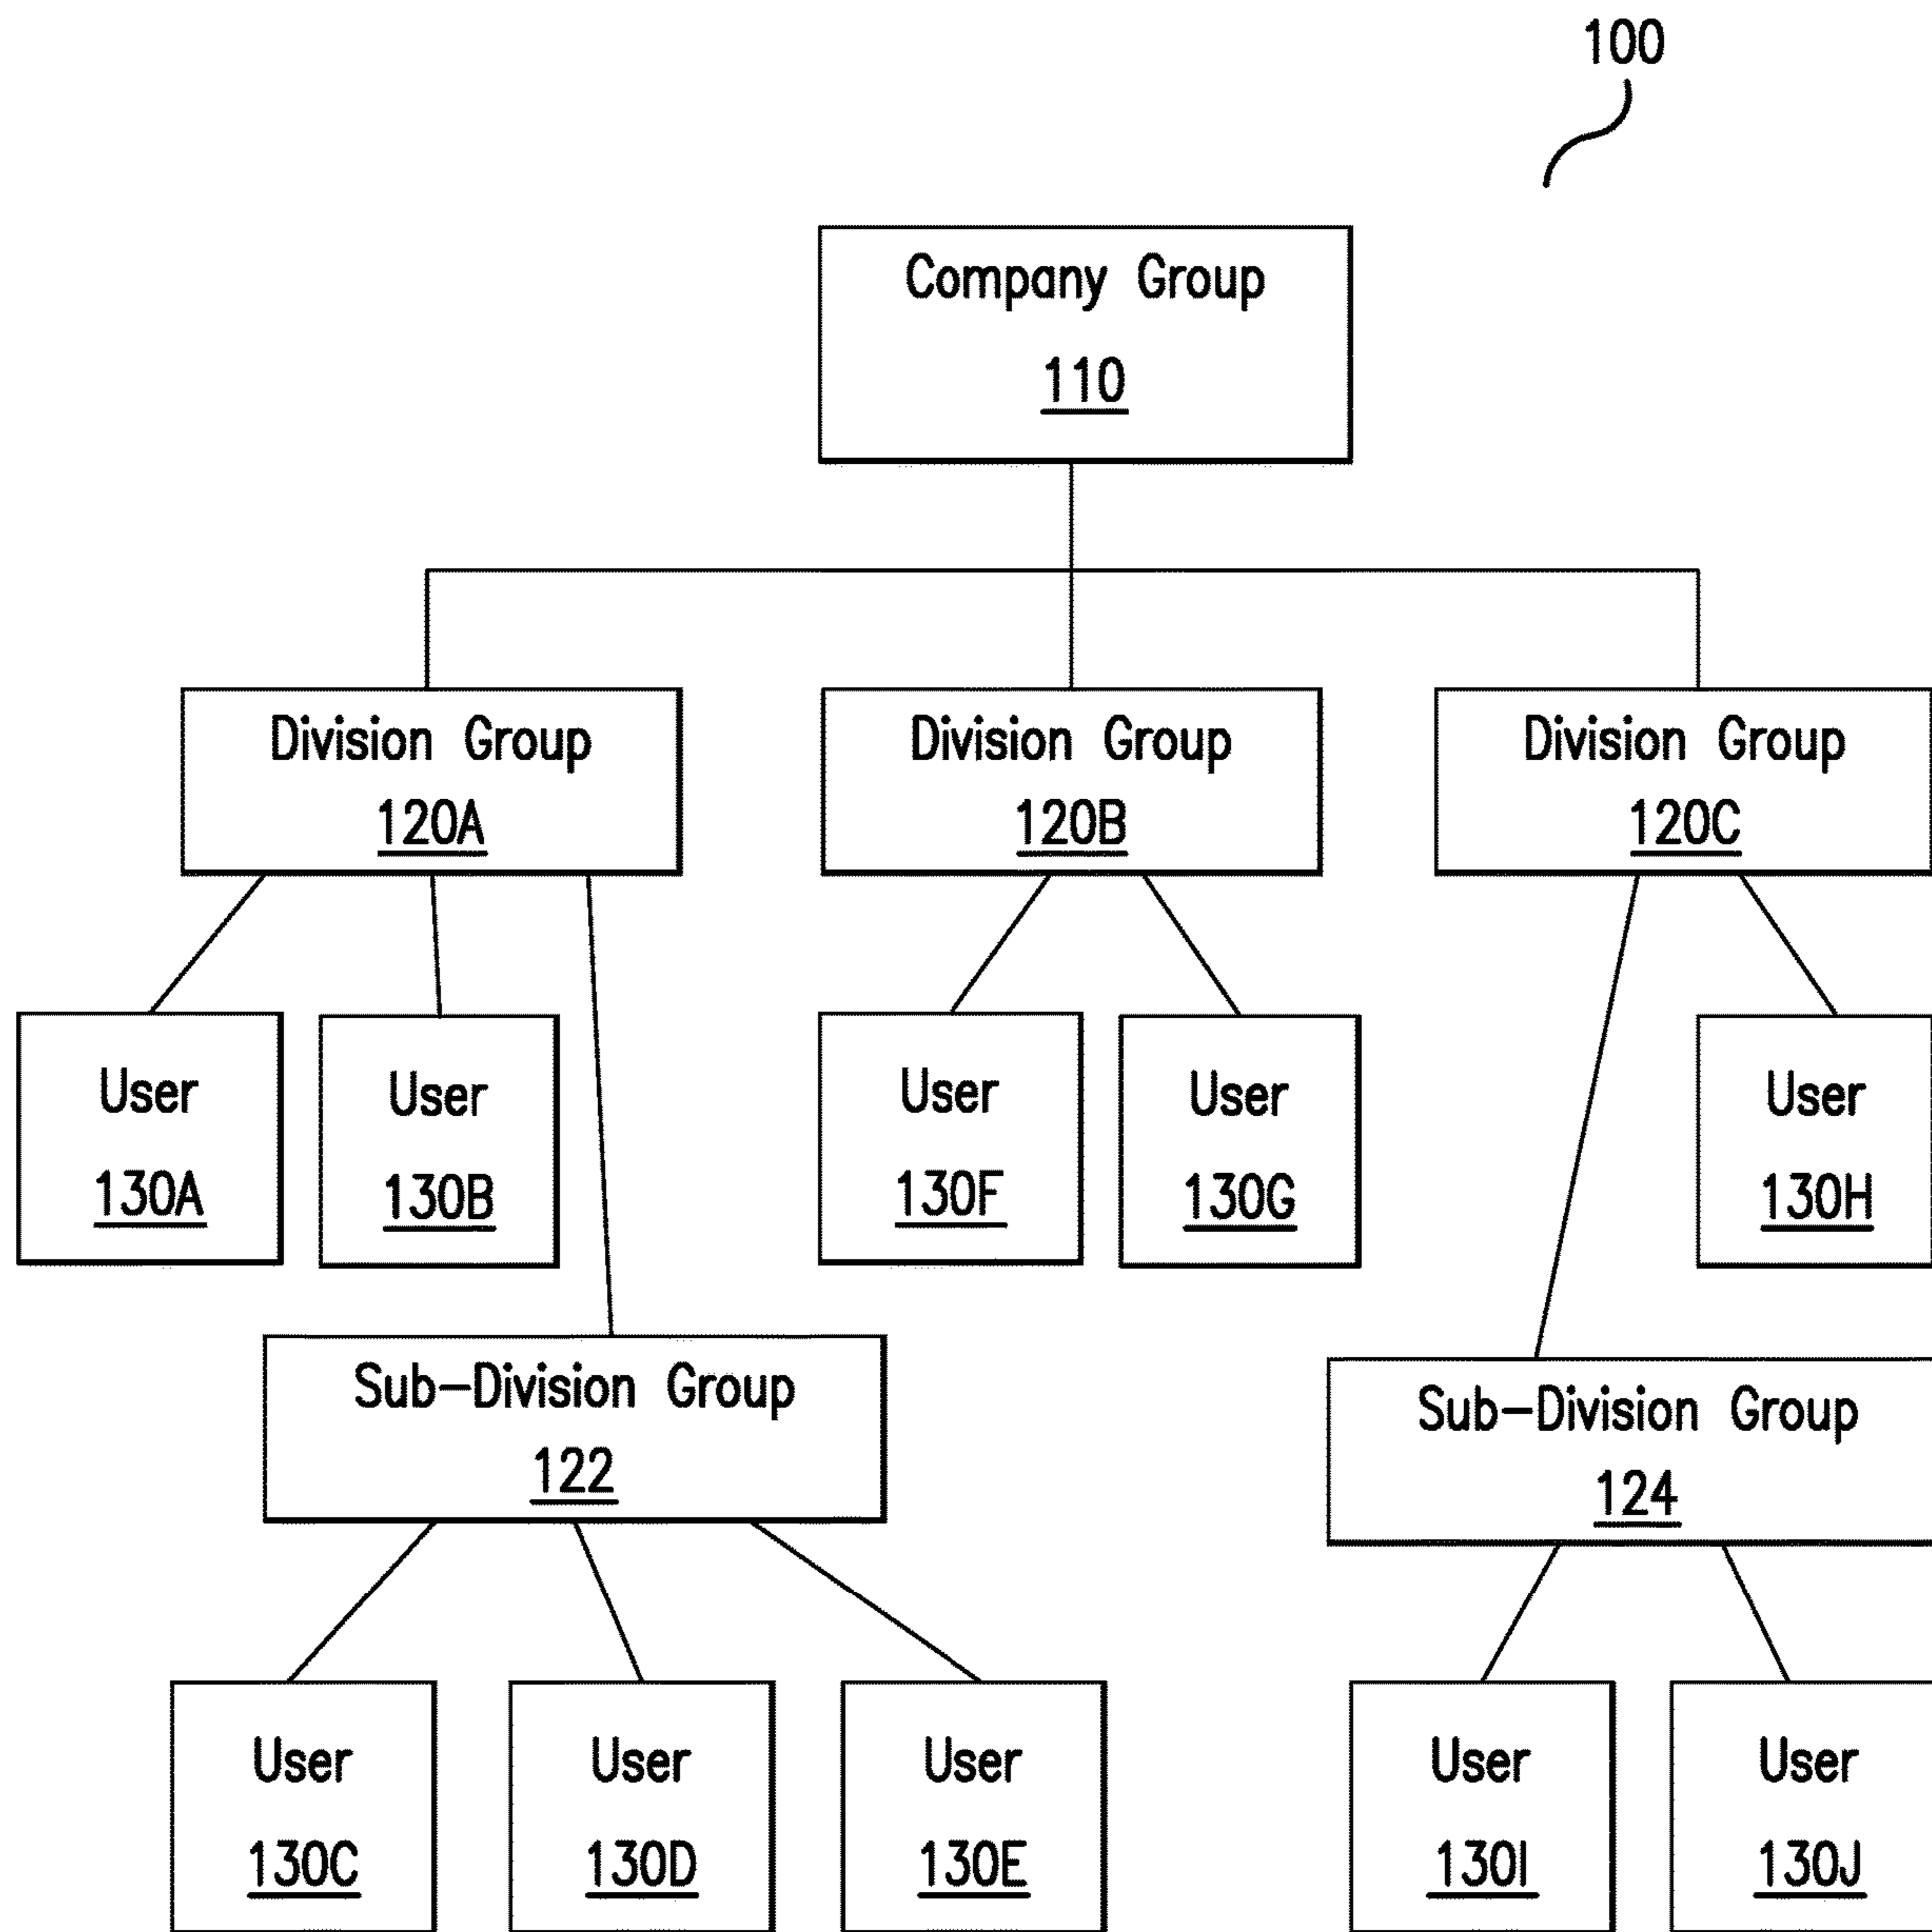 100
Company Group
110
Division Group
120A
Division Group
120B
Division Group
120C
User
130A
User
130B
User
130F
User
130G
User
130H
Sub-Division Group
122
Sub-Division Group
124
User
130C
User
130D
User
130E
User
130I
User
130J